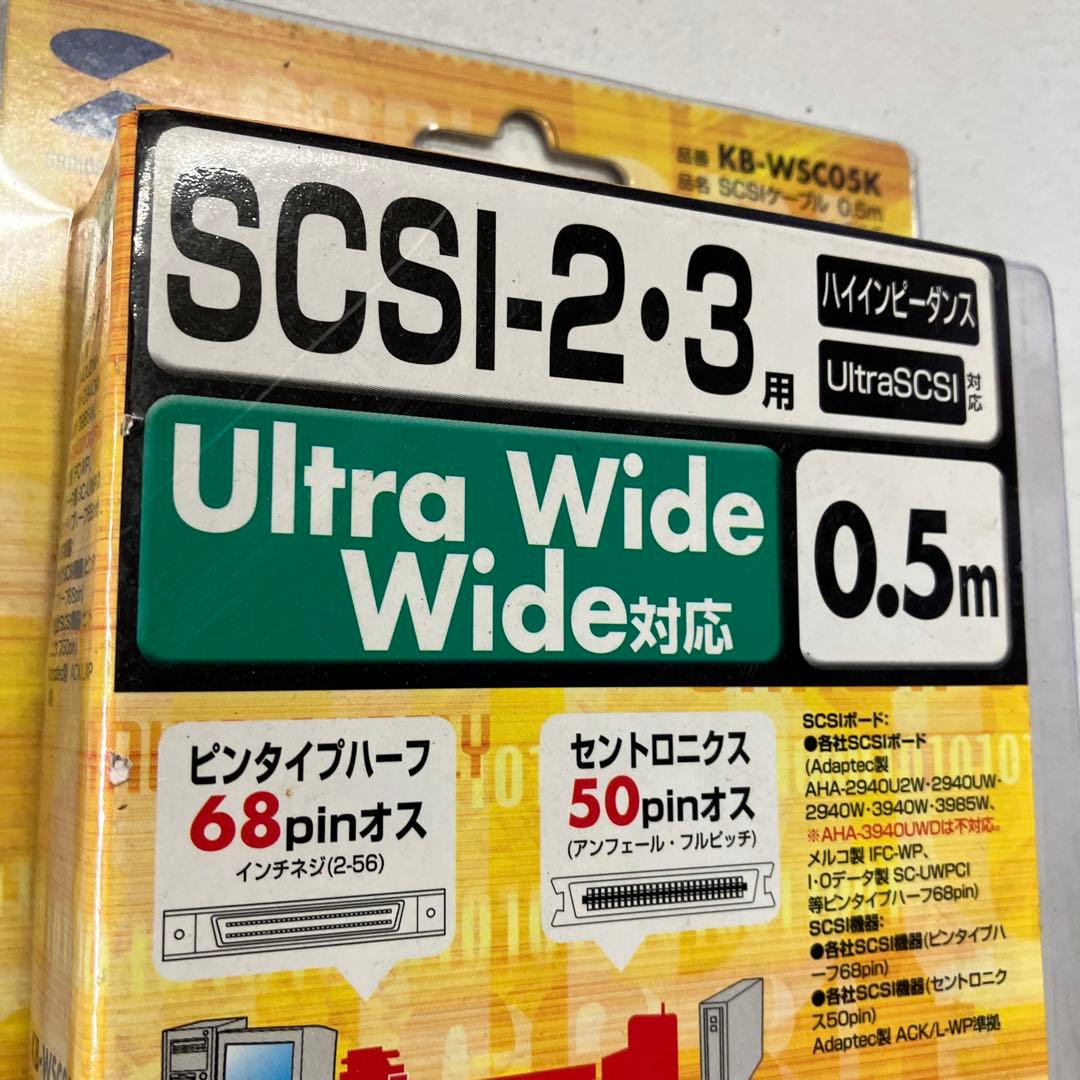 品番 KB-WSC05K
品名 SCSIケーブル 0.5m
SCSI-2・3用
ハイインピーダンス
UltraSCSI対応
Ultra Wide
Wide対応
0.5m
ピンタイプハーフ
68pinオス
インチネジ(2-56)
セントロニクス
50pinオス
(アンフェール・フルピッチ)
SCSIボード:
●各社SCSIボード
(Adaptec製
AHA-2940U2W・2940UW・
2940W・3940W・3985W、
※AHA-3940UWDは不対応。
メルコ製 IFC-WP、
I・Oデータ製 SC-UWPCI
等ピンタイプハーフ68pin)
SCSI機器:
●各社SCSI機器(ピンタイプハ
ーフ68pin)
●各社SCSI機器(セントロニク
ス50pin)
Adaptec製 ACK/L-WP準拠